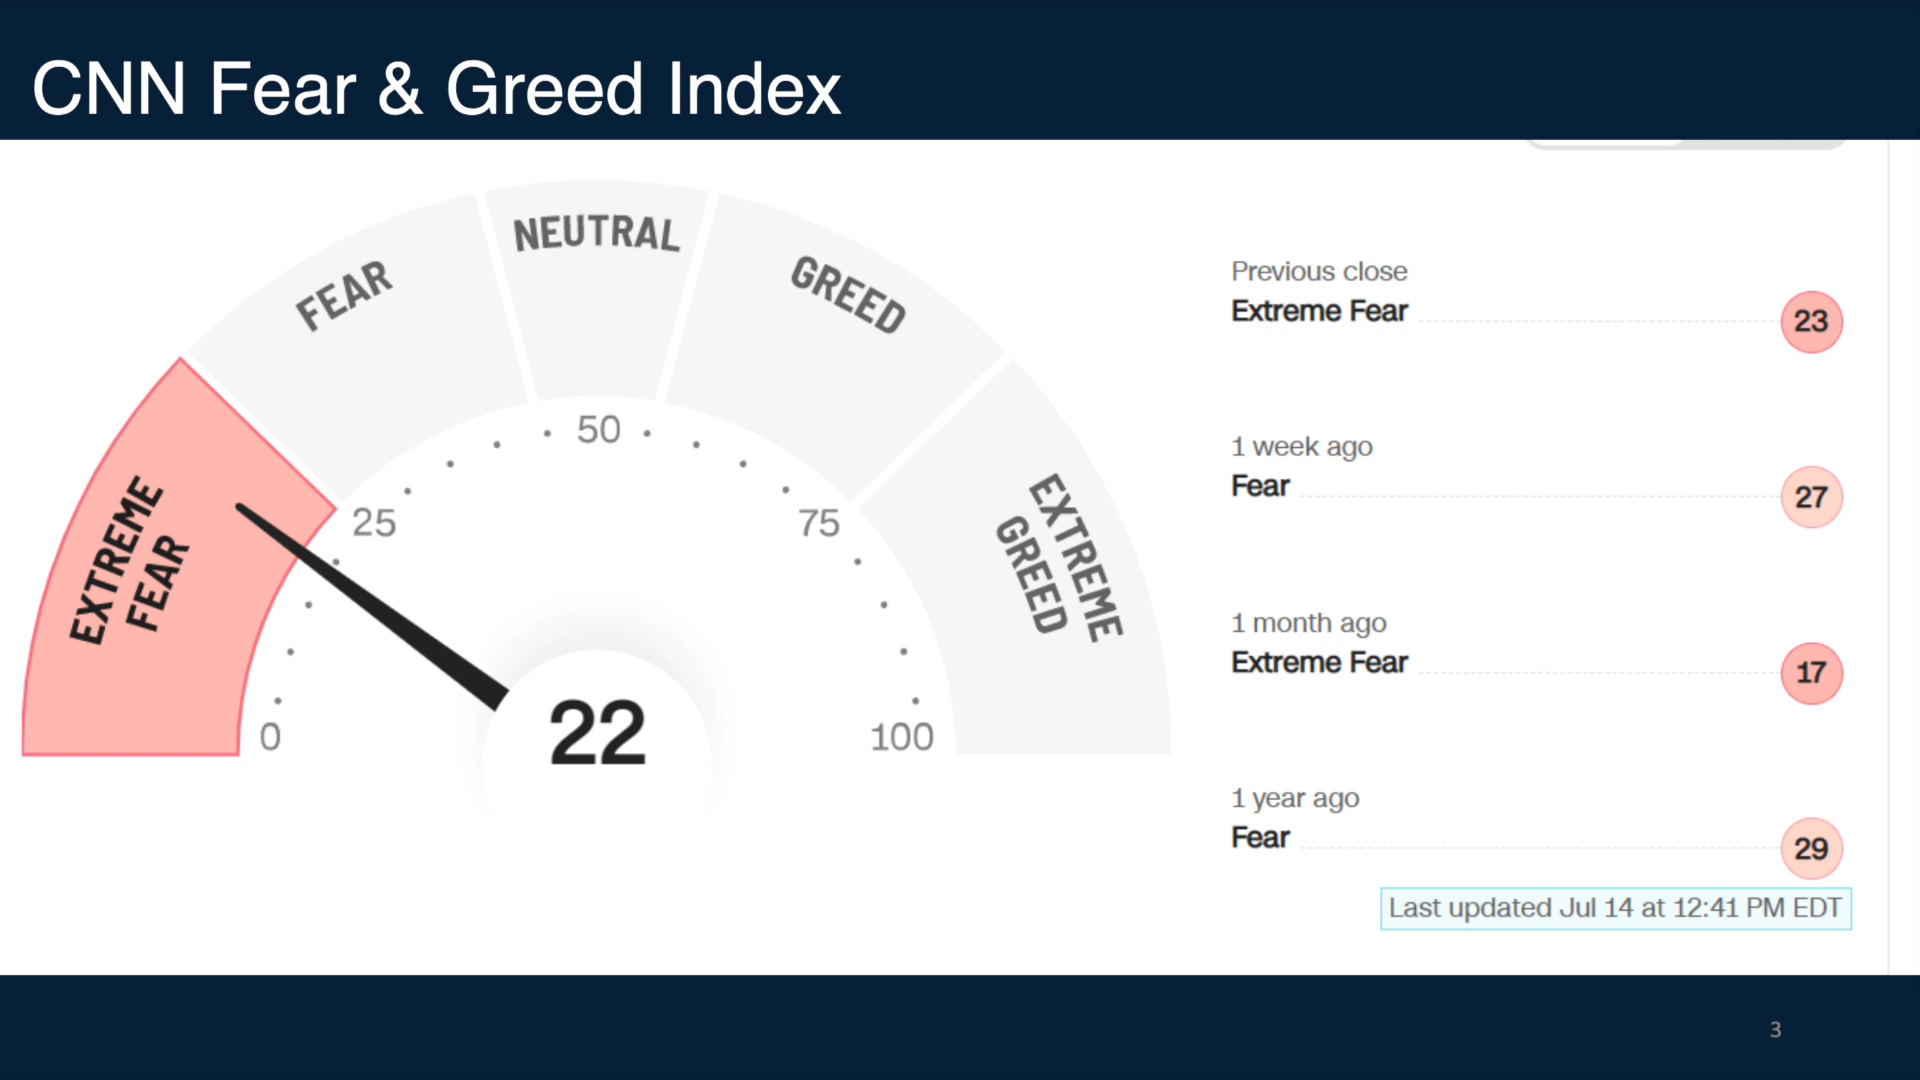 CNN Fear & Greed Index
EXTREME
FEAR
FEAR
NEUTRAL
GREED
EXTREME
GREED
0
25
50
75
100
22
Previous close
Extreme Fear
23
1 week ago
Fear
27
1 month ago
Extreme Fear
17
1 year ago
Fear
29
Last updated Jul 14 at 12:41 PM EDT
3